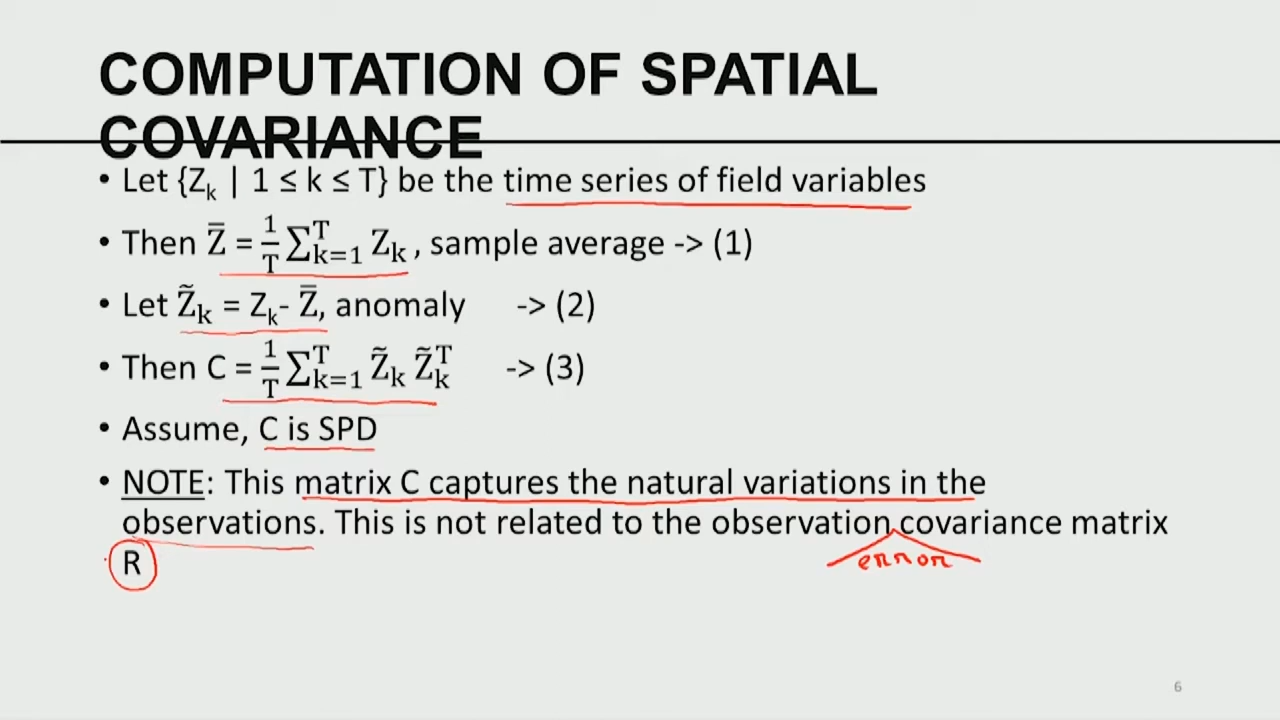 COMPUTATION OF SPATIAL
COVARIANCE
• Let {Zₖ | 1 ≤ k ≤ T} be the time series of field variables
• Then Z̿ = 1/T ∑ₖ₌₁ᵀ Zₖ , sample average -> (1)
• Let Z̃ₖ = Zₖ- Z̿, anomaly -> (2)
• Then C = 1/T ∑ₖ₌₁ᵀ Z̃ₖ Z̃ₖᵀ -> (3)
• Assume, C is SPD
• NOTE: This matrix C captures the natural variations in the
observations. This is not related to the observation covariance matrix
error
R
6